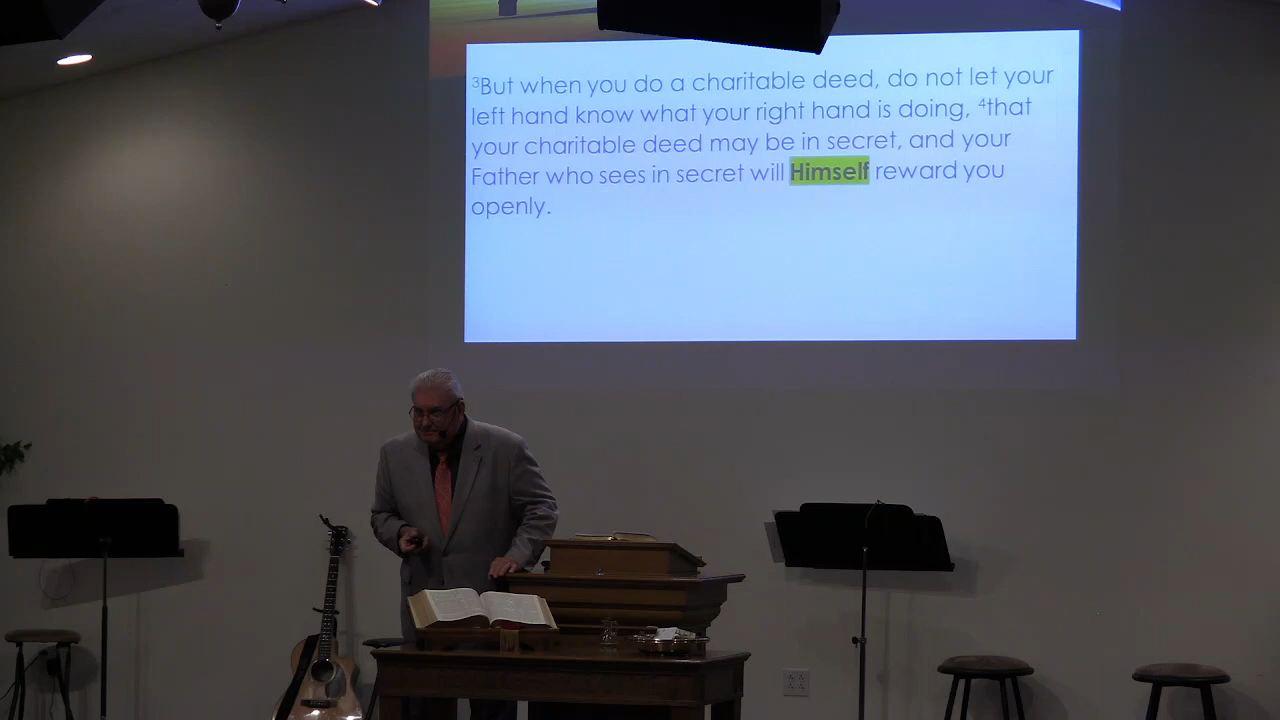 ³But when you do a charitable deed, do not let your
left hand know what your right hand is doing, ⁴that
your charitable deed may be in secret, and your
Father who sees in secret will Himself reward you
openly.